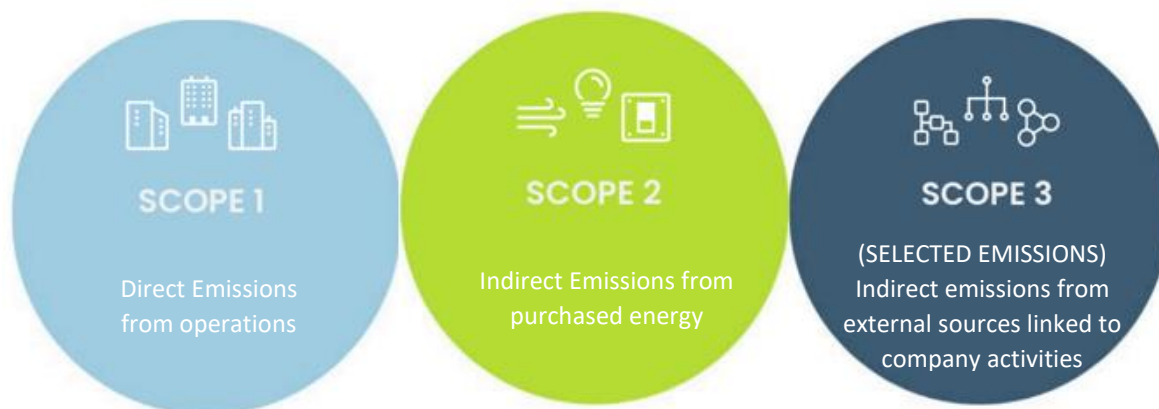 SCOPE 1
Direct Emissions
from operations
SCOPE 2
Indirect Emissions from
purchased energy
SCOPE 3
(SELECTED EMISSIONS)
Indirect emissions from
external sources linked to
company activities